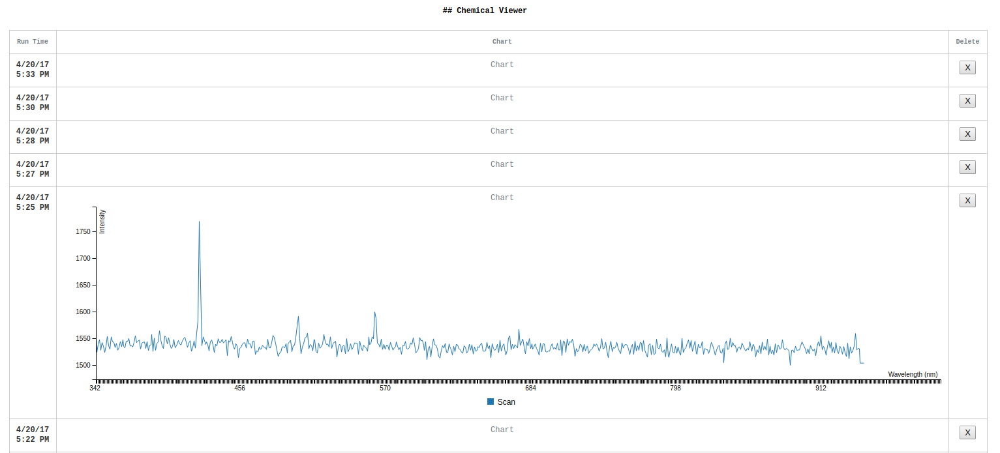 ## Chemical Viewer
Run Time Chart Delete
4/20/17 Chart X
5:33 PM
4/20/17 Chart X
5:30 PM
4/20/17 Chart X
5:28 PM
4/20/17 Chart X
5:27 PM
4/20/17 Chart X
5:25 PM
Intensity
1750
1700
1650
1600
1550
1500
Wavelength (nm)
342 456 570 684 798 912
Scan
4/20/17 Chart X
5:22 PM